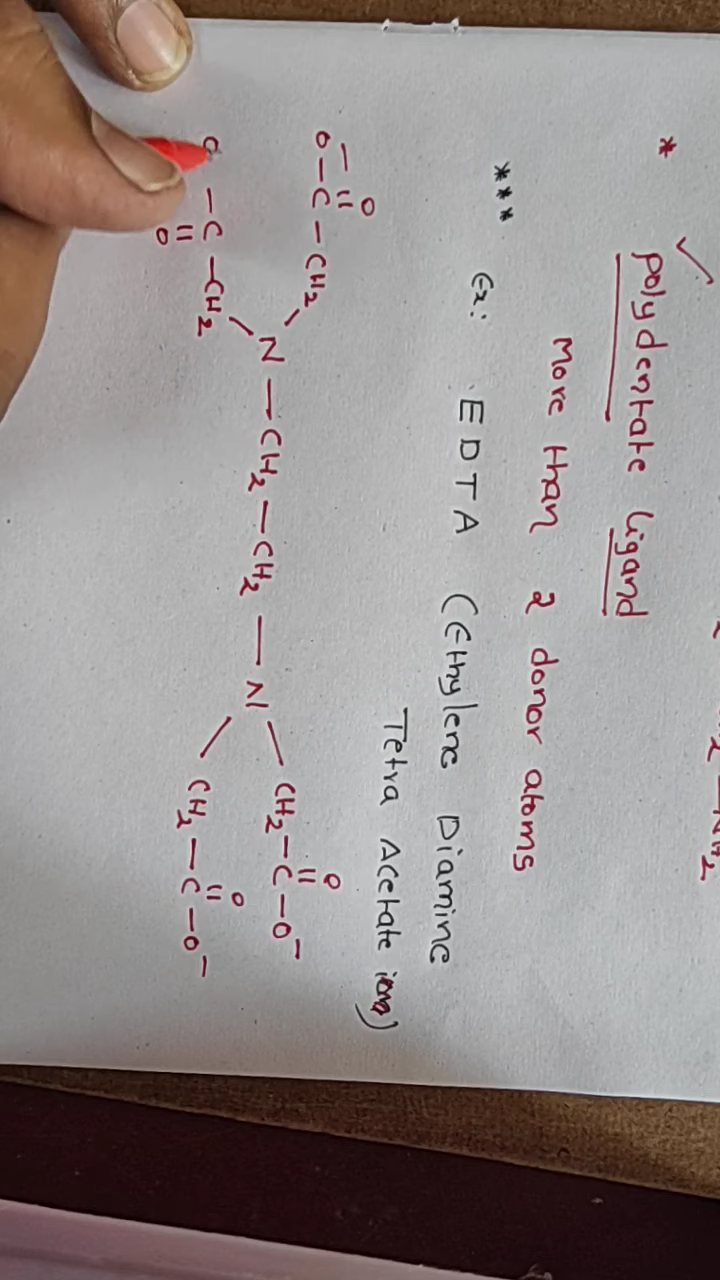 * ✓ Polydentate ligand
More than 2 donor atoms
*** Ex: EDTA (Ethylene Diamine
Tetra Acetate ion)
O O
‖ ‖
⁻O–C–CH₂ CH₂–C–O⁻
N–CH₂–CH₂–N
O–C–CH₂ CH₂–C–O⁻
‖ ‖
O O